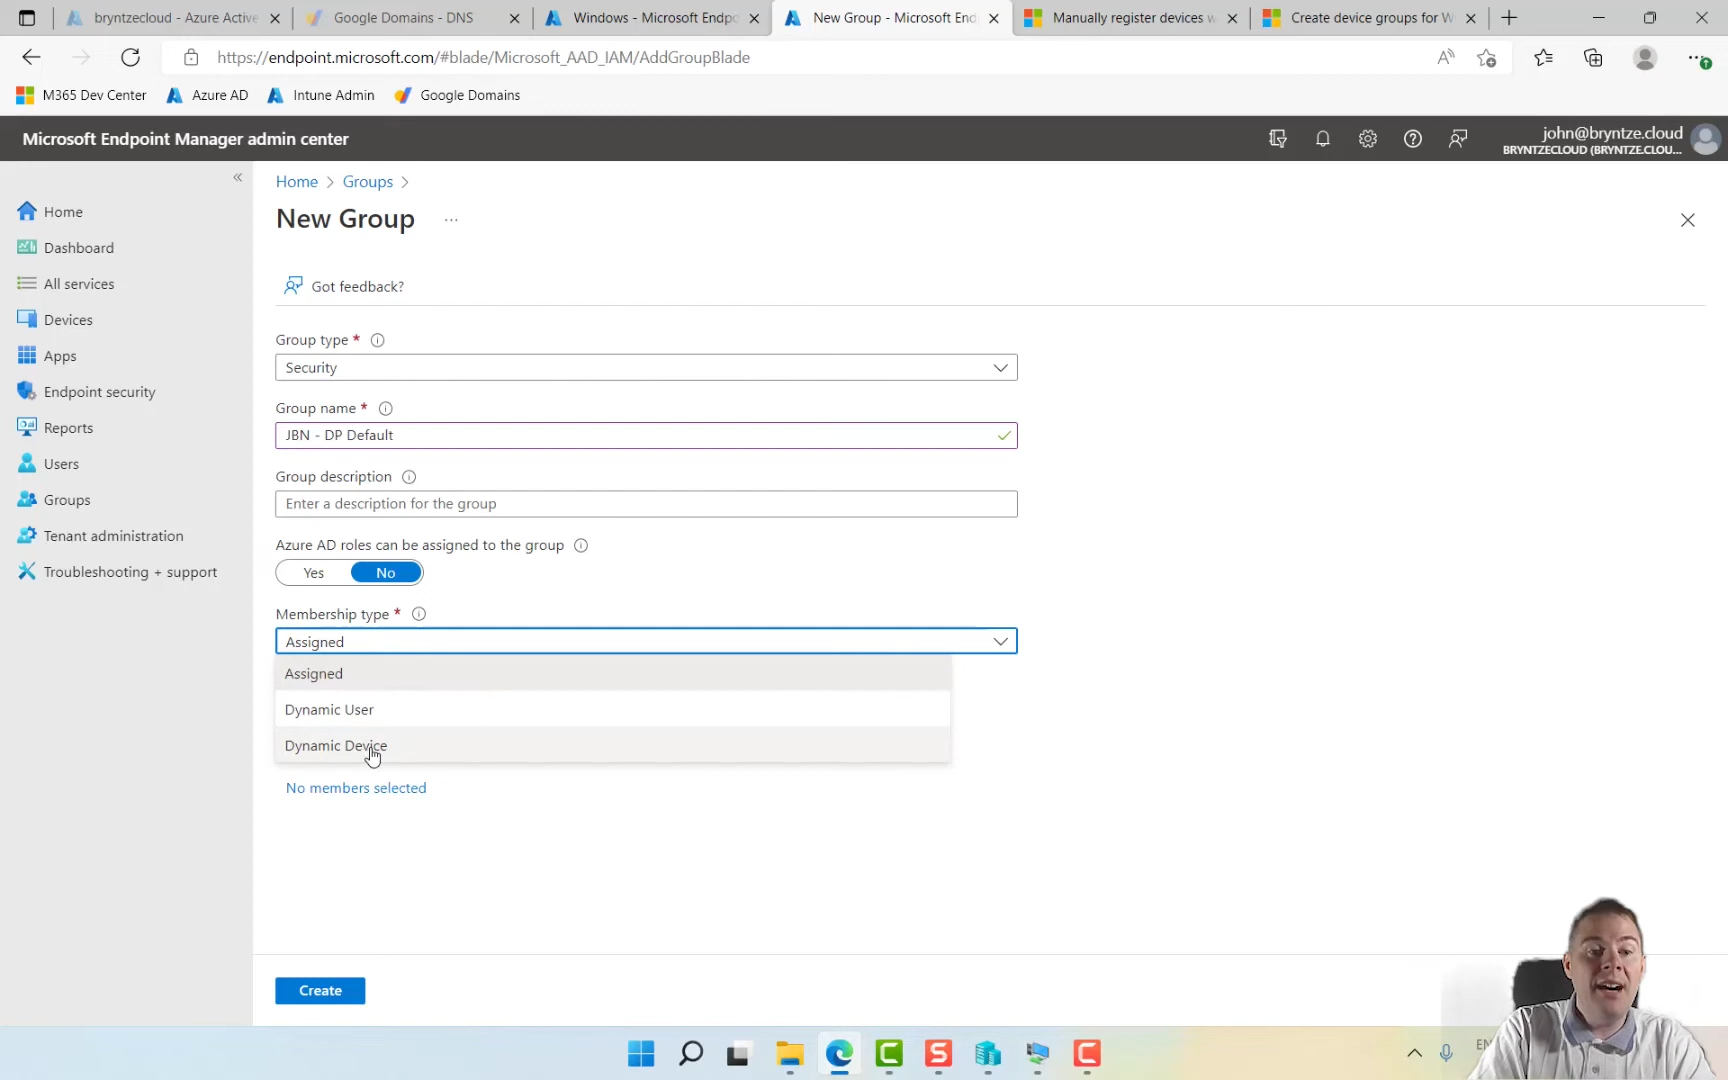 bryntzecloud - Azure Active
Google Domains - DNS
Windows - Microsoft Endpo
New Group - Microsoft End
Manually register devices w
Create device groups for W
https://endpoint.microsoft.com/#blade/Microsoft_AAD_IAM/AddGroupBlade
M365 Dev Center
Azure AD
Intune Admin
Google Domains
Microsoft Endpoint Manager admin center
john@bryntze.cloud
BRYNTZECLOUD (BRYNTZE.CLOU...
Home
Dashboard
All services
Devices
Apps
Endpoint security
Reports
Users
Groups
Tenant administration
Troubleshooting + support
Home > Groups >
New Group ...
Got feedback?
Group type *
Security
Group name *
JBN - DP Default
Group description
Enter a description for the group
Azure AD roles can be assigned to the group
Yes No
Membership type *
Assigned
Assigned
Dynamic User
Dynamic Device
No members selected
Create